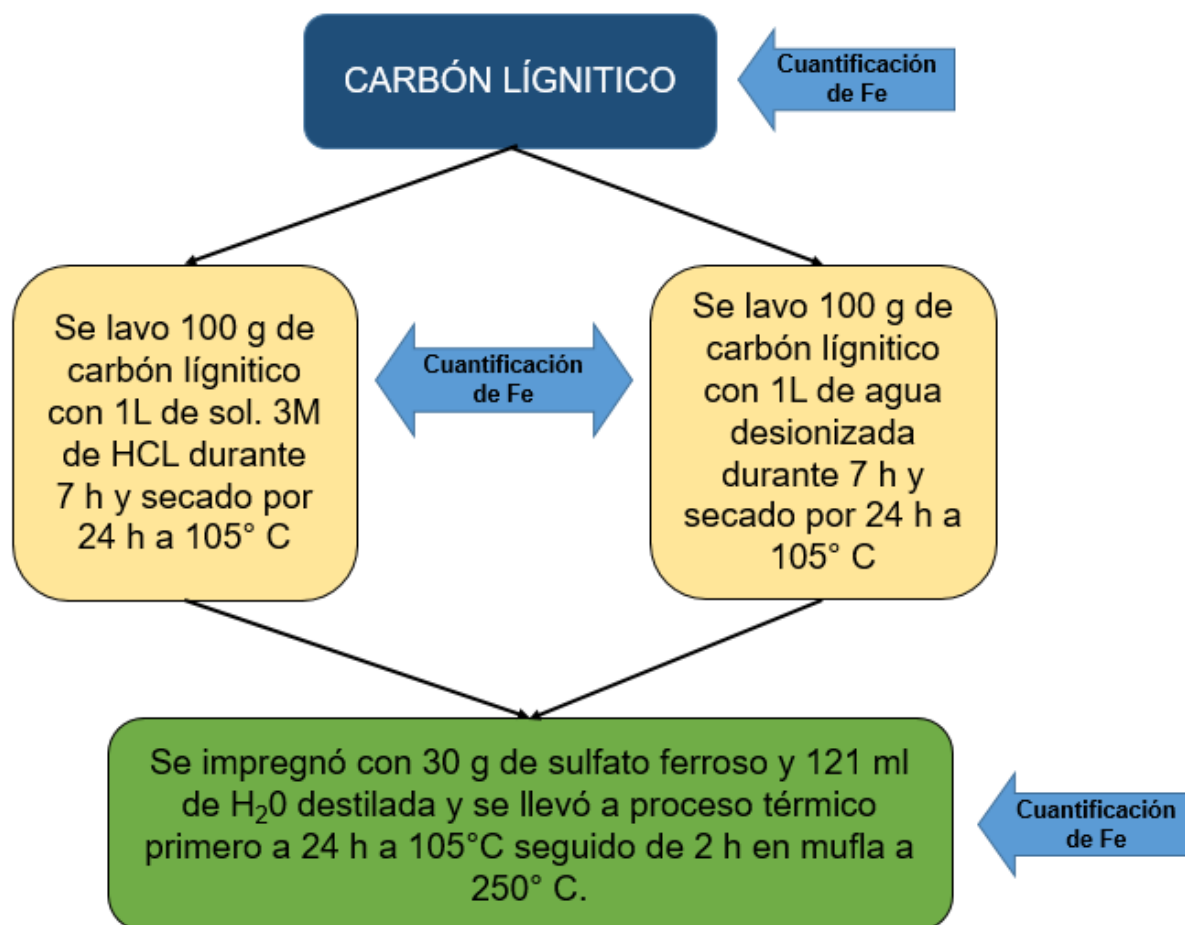 CARBÓN LÍGNITICO
Cuantificación
de Fe
Se lavo 100 g de
carbón lígnitico
con 1L de sol. 3M
de HCL durante
7 h y secado por
24 h a 105° C
Cuantificación
de Fe
Se lavo 100 g de
carbón lígnitico
con 1L de agua
desionizada
durante 7 h y
secado por 24 h a
105° C
Se impregnó con 30 g de sulfato ferroso y 121 ml
de H₂0 destilada y se llevó a proceso térmico
primero a 24 h a 105°C seguido de 2 h en mufla a
250° C.
Cuantificación
de Fe